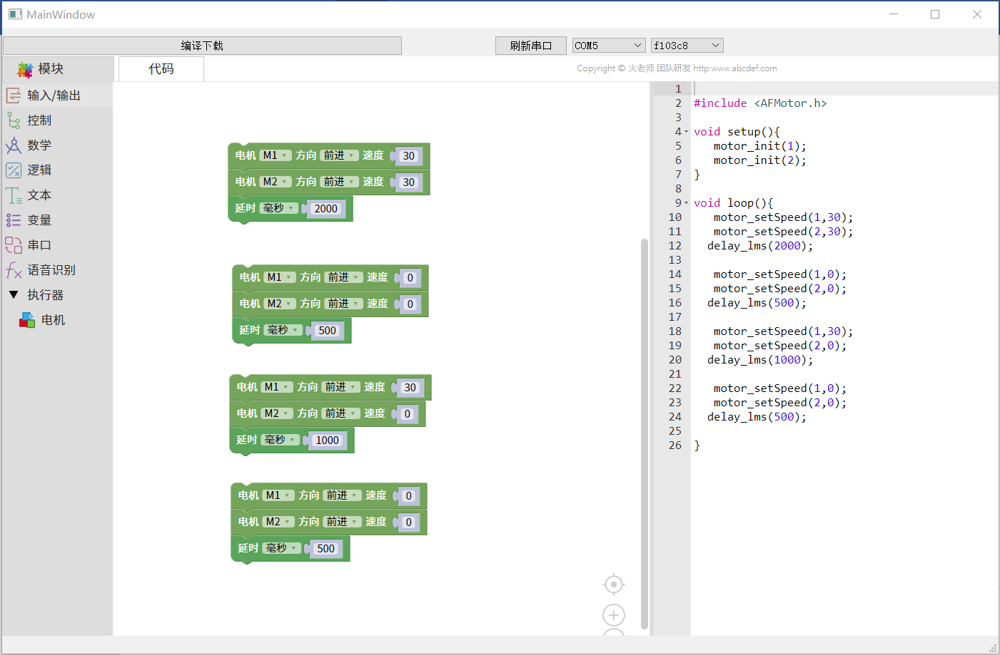 MainWindow
编译下载
刷新串口
COM5
f103c8
模块
代码
Copyright © 火老师 团队研发 http:www.abcdef.com
输入/输出
控制
数学
逻辑
文本
变量
串口
语音识别
执行器
电机
电机 M1 方向 前进 速度 30
电机 M2 方向 前进 速度 30
延时 毫秒 2000
电机 M1 方向 前进 速度 0
电机 M2 方向 前进 速度 0
延时 毫秒 500
电机 M1 方向 前进 速度 30
电机 M2 方向 前进 速度 0
延时 毫秒 1000
电机 M1 方向 前进 速度 0
电机 M2 方向 前进 速度 0
延时 毫秒 500
1
2 #include <AFMotor.h>
3
4 void setup(){
5 motor_init(1);
6 motor_init(2);
7 }
8
9 void loop(){
10 motor_setSpeed(1,30);
11 motor_setSpeed(2,30);
12 delay_lms(2000);
13
14 motor_setSpeed(1,0);
15 motor_setSpeed(2,0);
16 delay_lms(500);
17
18 motor_setSpeed(1,30);
19 motor_setSpeed(2,0);
20 delay_lms(1000);
21
22 motor_setSpeed(1,0);
23 motor_setSpeed(2,0);
24 delay_lms(500);
25
26 }